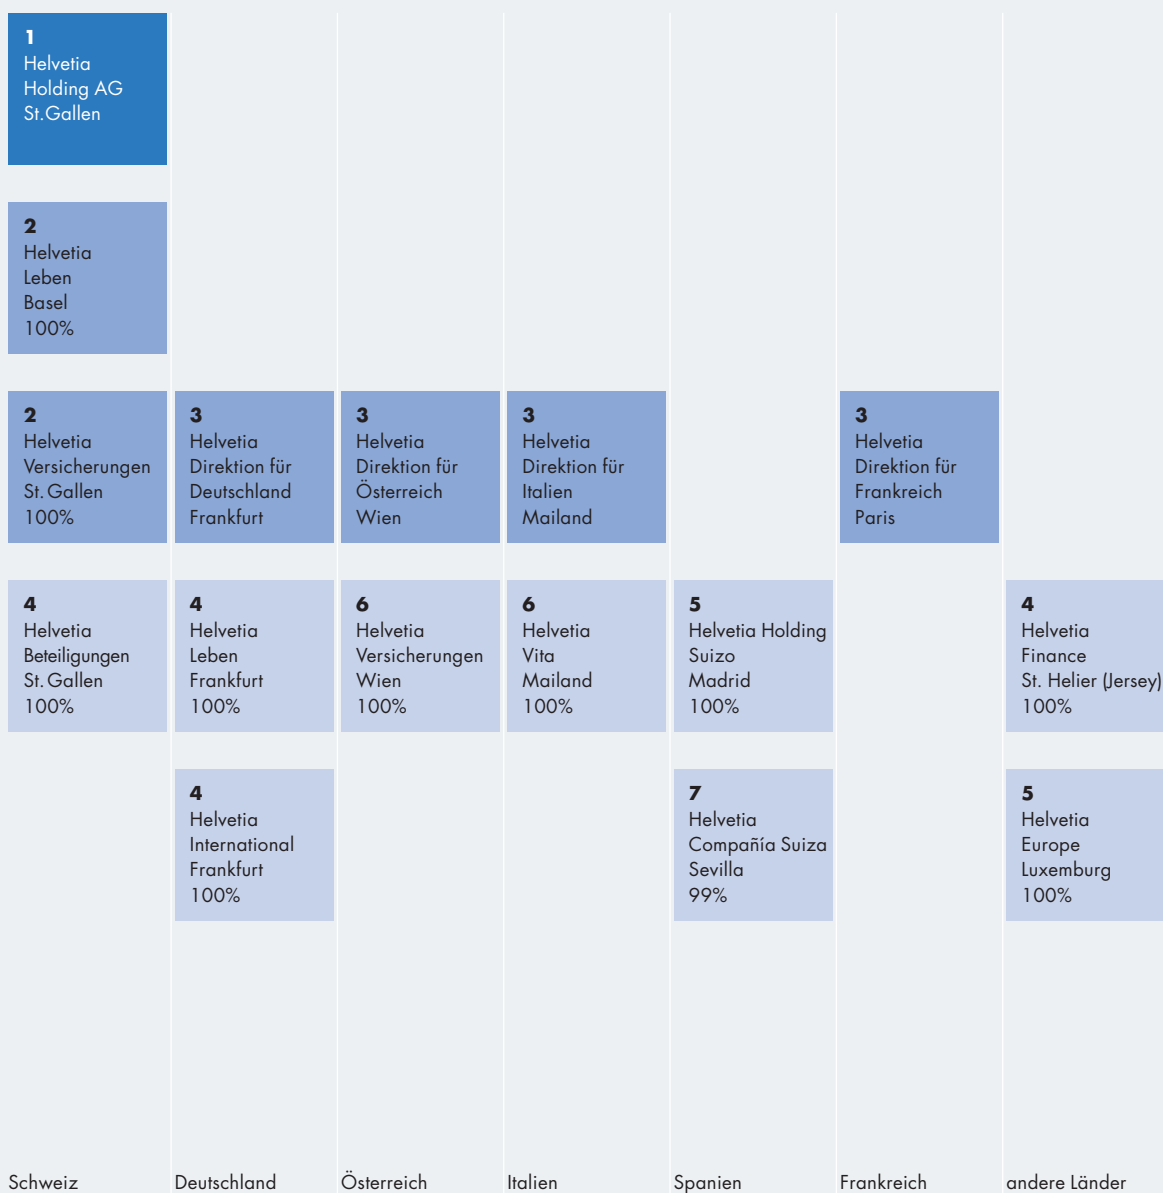 1
Helvetia
Holding AG
St.Gallen
2
Helvetia
Leben
Basel
100%
2
Helvetia
Versicherungen
St. Gallen
100%
3
Helvetia
Direktion für
Deutschland
Frankfurt
3
Helvetia
Direktion für
Österreich
Wien
3
Helvetia
Direktion für
Italien
Mailand
3
Helvetia
Direktion für
Frankreich
Paris
4
Helvetia
Beteiligungen
St. Gallen
100%
4
Helvetia
Leben
Frankfurt
100%
6
Helvetia
Versicherungen
Wien
100%
6
Helvetia
Vita
Mailand
100%
5
Helvetia Holding
Suizo
Madrid
100%
4
Helvetia
Finance
St. Helier (Jersey)
100%
4
Helvetia
International
Frankfurt
100%
7
Helvetia
Compañía Suiza
Sevilla
99%
5
Helvetia
Europe
Luxemburg
100%
Schweiz
Deutschland
Österreich
Italien
Spanien
Frankreich
andere Länder